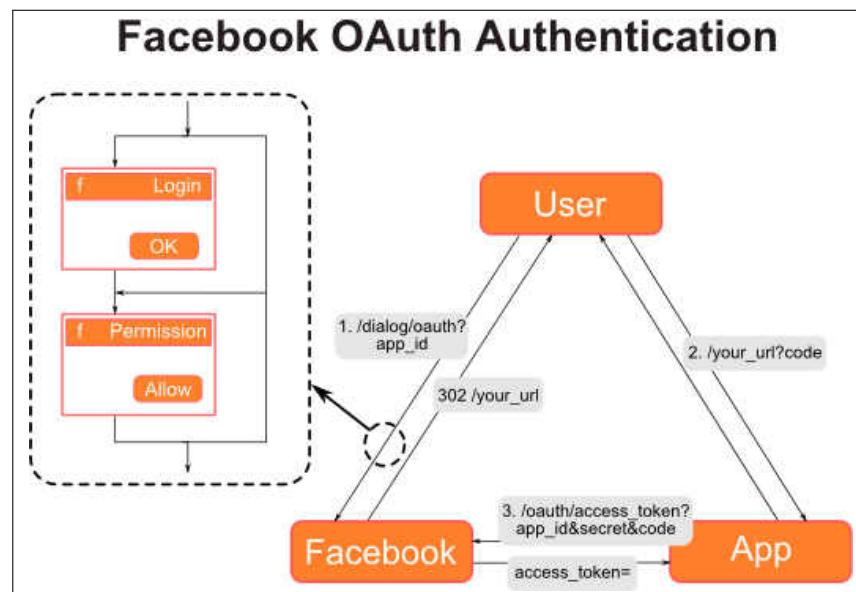 Facebook OAuth Authentication
f Login
OK
f Permission
Allow
User
1. /dialog/oauth?
app_id
302 /your_url
2. /your_url?code
3. /oauth/access_token?
app_id&secret&code
Facebook
access_token=
App